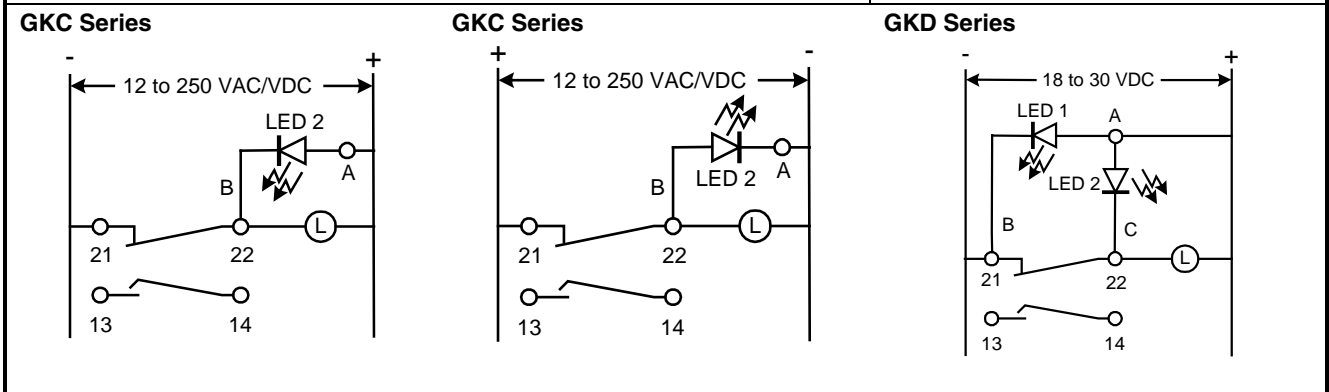 GKC Series
-
+
12 to 250 VAC/VDC
LED 2
A
B
L
21
22
13
14
GKC Series
+
-
12 to 250 VAC/VDC
LED 2
A
B
L
21
22
13
14
GKD Series
-
+
18 to 30 VDC
LED 1
A
LED 2
B
C
L
21
22
13
14